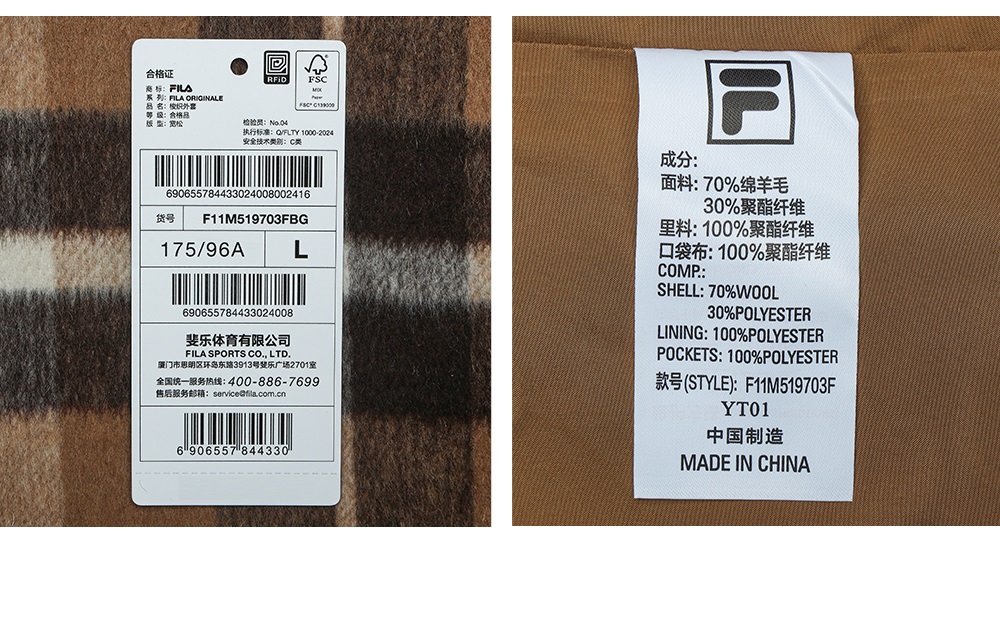 合格证
商 标: FILA
系 列: FILA ORIGINALE
品 名: 梭织外套
等 级: 合格品
版 型: 宽松
RFID
FSC
MIX
Paper
FSC® C139009
检验员: No.04
执行标准: Q/FLTY 1000-2024
安全技术类别: C类
690655784433024008002416
货号 F11M519703FBG
175/96A L
690655784433024008
斐乐体育有限公司
FILA SPORTS CO., LTD.
厦门市思明区环岛东路3913号斐乐广场2701室
全国统一服务热线: 400-886-7699
售后服务邮箱: service@fila.com.cn
6 906557 844330
F
成分:
面料: 70%绵羊毛
30%聚酯纤维
里料: 100%聚酯纤维
口袋布: 100%聚酯纤维
COMP.:
SHELL: 70%WOOL
30%POLYESTER
LINING: 100%POLYESTER
POCKETS: 100%POLYESTER
款号(STYLE): F11M519703F
YT01
中国制造
MADE IN CHINA